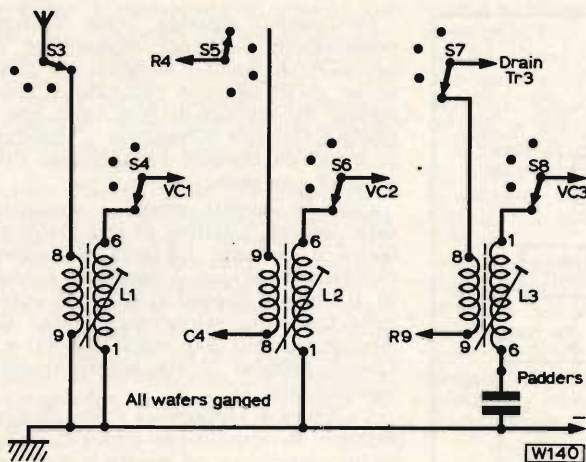 S3
R4
S5
S7
Drain
Tr3
S4
VC1
S6
VC2
S8
VC3
8
6
9
6
8
1
L1
L2
L3
9
1
C4
8
1
R9
9
6
Padders
All wafers ganged
W140